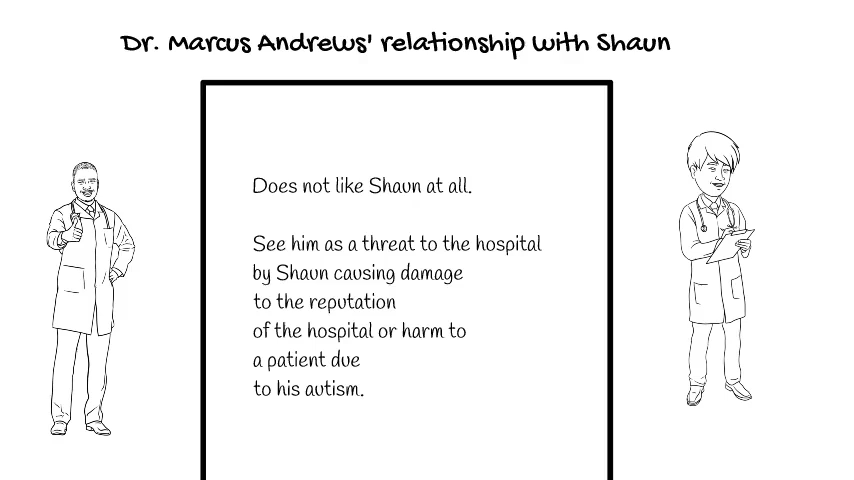 Dr. Marcus Andrews' relationship with Shaun
Does not like Shaun at all.
See him as a threat to the hospital
by Shaun causing damage
to the reputation
of the hospital or harm to
a patient due
to his autism.